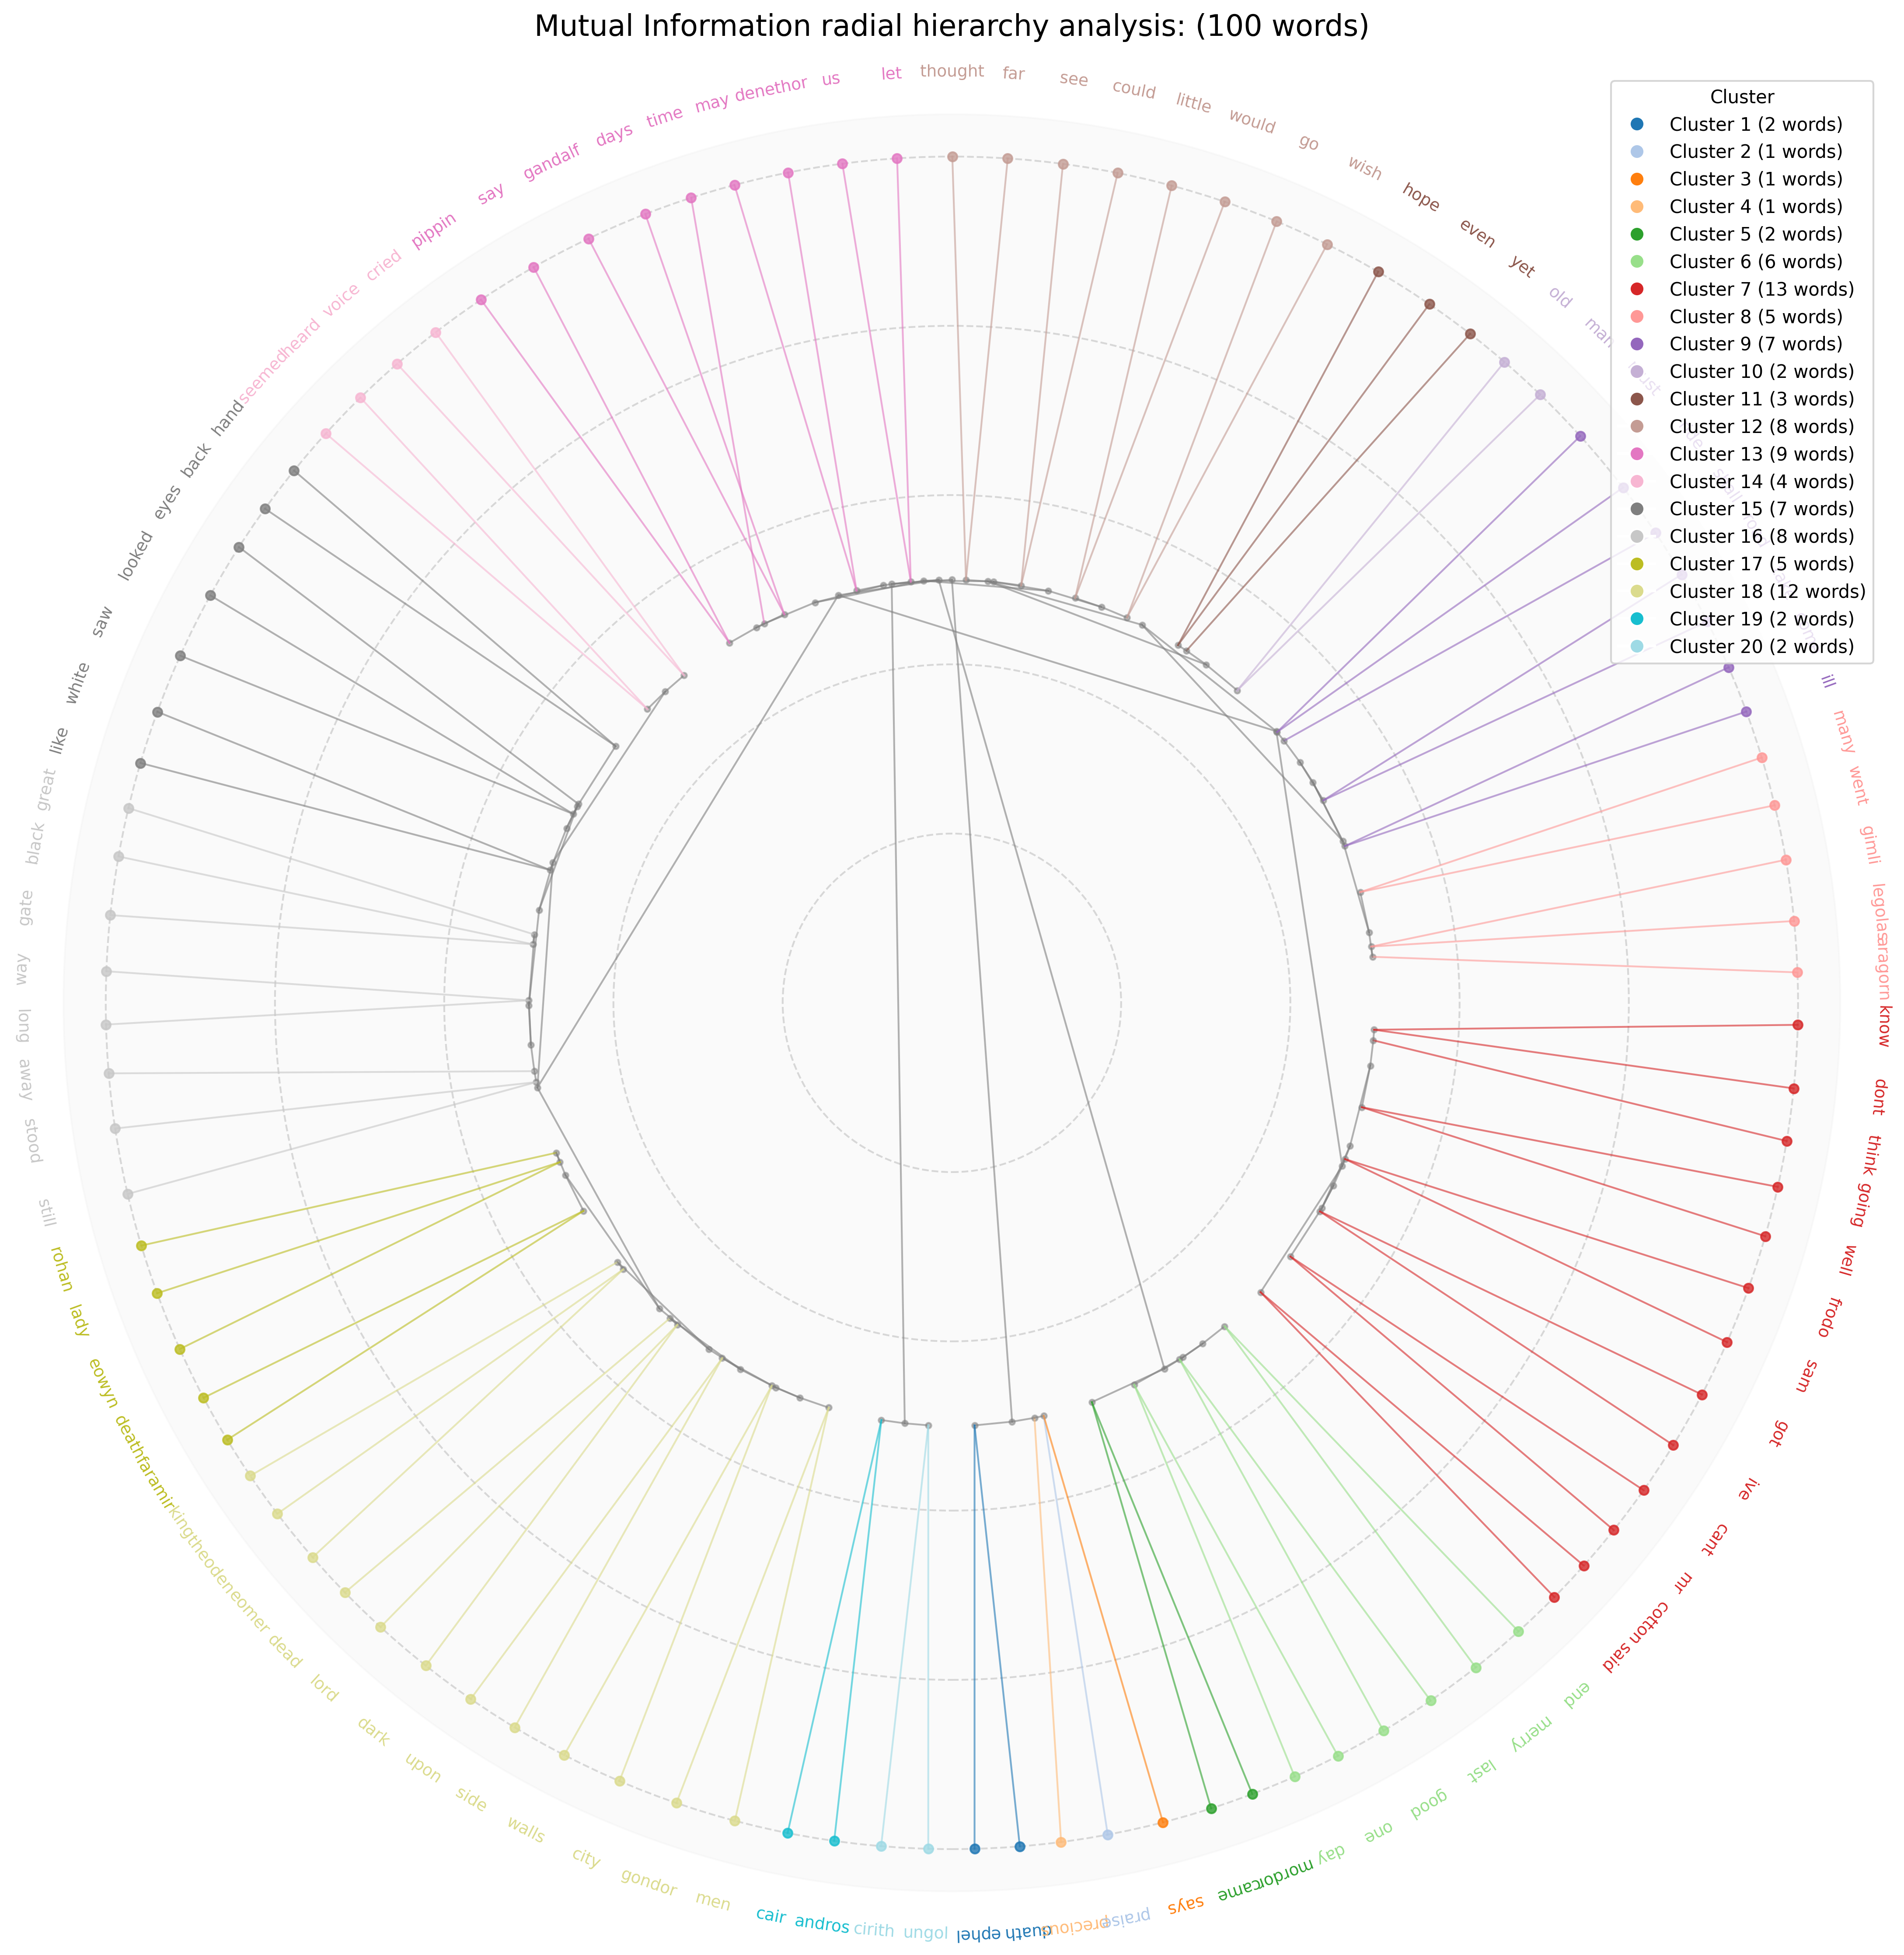 Mutual Information radial hierarchy analysis: (100 words)
thought
far
see
could
little
would
go
wish
hope
even
yet
old
man
ill
many
went
gimli
legolas
aragorn
know
dont
think
going
well
frodo
sam
got
ive
cant
mr
cotton
said
end
merry
last
good
one
day
came
mordor
says
praise
precious
duath
ephel
ungol
cirith
andros
cair
men
gondor
city
walls
side
upon
dark
lord
dead
eomer
theoden
king
faramir
death
eowyn
lady
rohan
still
stood
away
long
way
gate
black
great
like
white
saw
looked
eyes
back
hand
seemed
heard
voice
cried
pippin
say
gandalf
days
time
may
denethor
us
let
Cluster
Cluster 1 (2 words)
Cluster 2 (1 words)
Cluster 3 (1 words)
Cluster 4 (1 words)
Cluster 5 (2 words)
Cluster 6 (6 words)
Cluster 7 (13 words)
Cluster 8 (5 words)
Cluster 9 (7 words)
Cluster 10 (2 words)
Cluster 11 (3 words)
Cluster 12 (8 words)
Cluster 13 (9 words)
Cluster 14 (4 words)
Cluster 15 (7 words)
Cluster 16 (8 words)
Cluster 17 (5 words)
Cluster 18 (12 words)
Cluster 19 (2 words)
Cluster 20 (2 words)